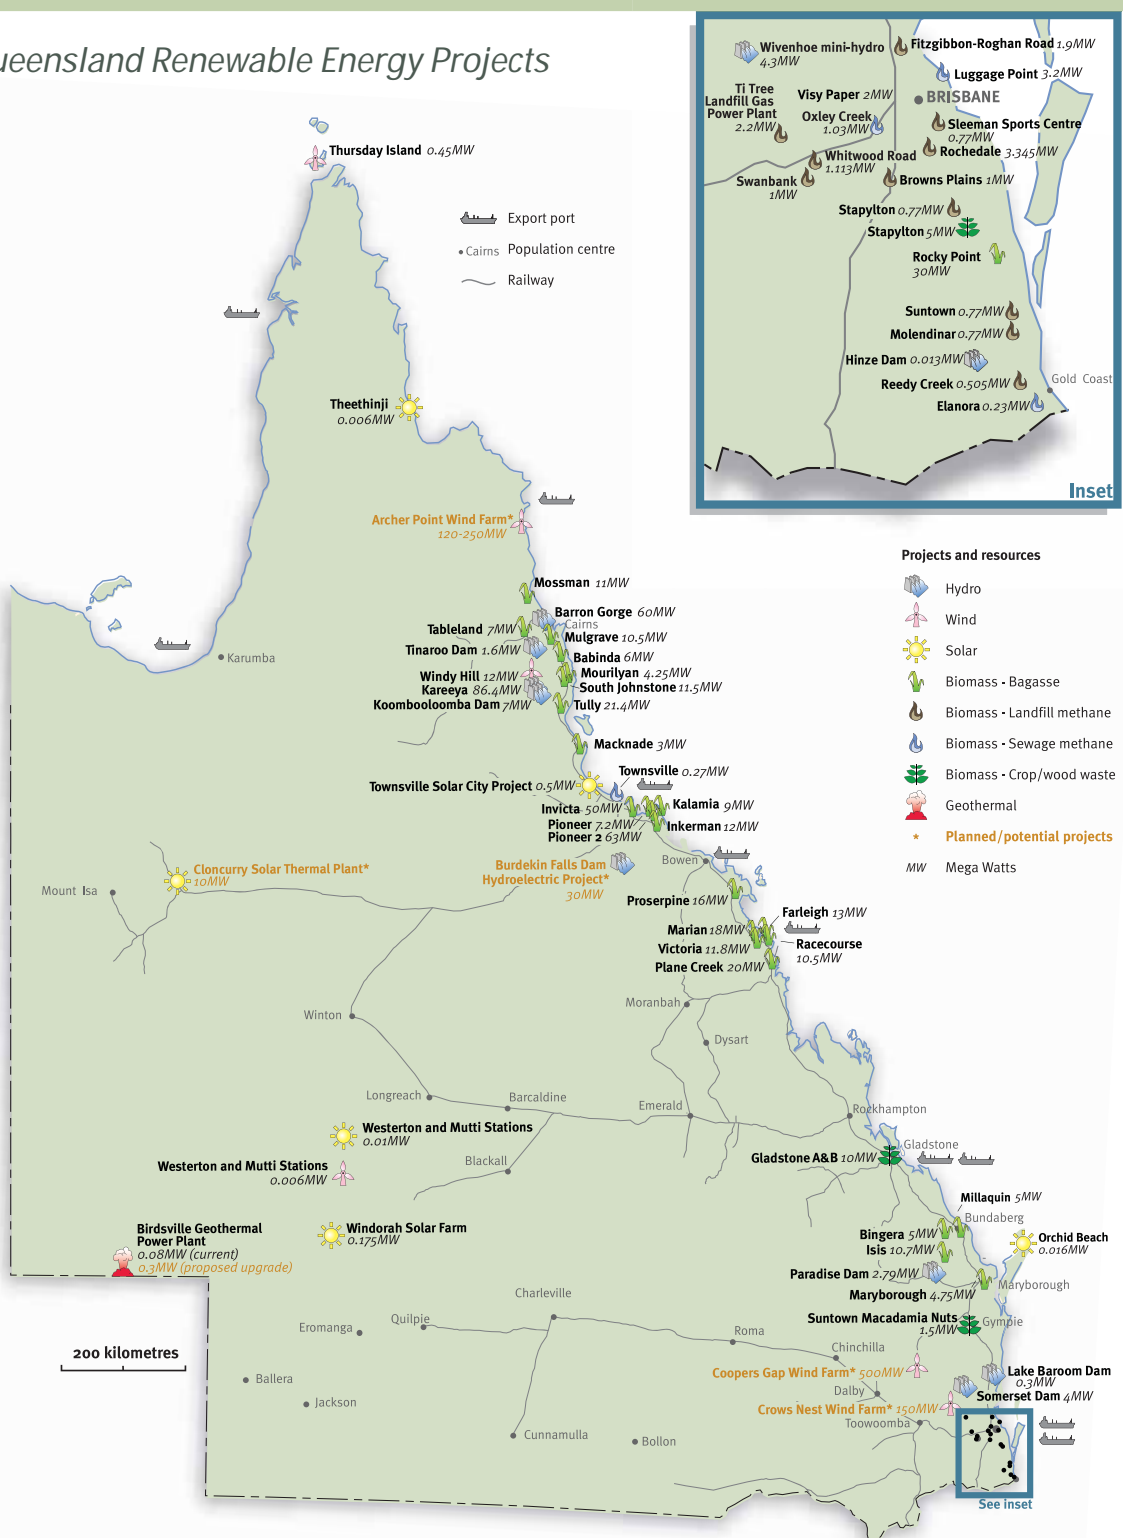 ueensland Renewable Energy Projects
Thursday Island 0.45MW
Export port
Cairns Population centre
Railway
Theethinji
0.006MW
Archer Point Wind Farm*
120-250MW
Mossman 11MW
Barron Gorge 60MW
Cairns
Tableland 7MW
Mulgrave 10.5MW
Tinaroo Dam 1.6MW
Babinda 6MW
Windy Hill 12MW
Mourilyan 4.25MW
Kareeya 86.4MW
South Johnstone 11.5MW
Koombooloomba Dam 7MW
Tully 21.4MW
Karumba
Macknade 3MW
Townsville 0.27MW
Townsville Solar City Project 0.5MW
Invicta 50MW
Kalamia 9MW
Pioneer 7.2MW
Inkerman 12MW
Pioneer 2 63MW
Burdekin Falls Dam
Hydroelectric Project*
30MW
Bowen
Cloncurry Solar Thermal Plant*
10MW
Mount Isa
Proserpine 16MW
Farleigh 13MW
Marian 18MW
Victoria 11.8MW
Racecourse
10.5MW
Plane Creek 20MW
Moranbah
Winton
Dysart
Longreach
Barcaldine
Emerald
Rockhampton
Westerton and Mutti Stations
0.01MW
Gladstone
Gladstone A&B 10MW
Westerton and Mutti Stations
0.006MW
Blackall
Millaquin 5MW
Bundaberg
Birdsville Geothermal
Power Plant
0.08MW (current)
0.3MW (proposed upgrade)
Windorah Solar Farm
0.175MW
Bingera 5MW
Isis 10.7MW
Orchid Beach
0.016MW
Paradise Dam 2.79MW
Maryborough 4.75MW
Maryborough
Charleville
Suntown Macadamia Nuts
1.5MW
Gympie
Eromanga
Quilpie
Roma
Chinchilla
200 kilometres
Coopers Gap Wind Farm* 500MW
Lake Baroom Dam
0.3MW
Ballera
Dalby
Somerset Dam 4MW
Jackson
Crows Nest Wind Farm* 150MW
Toowoomba
Cunnamulla
Bollon
See inset
Wivenhoe mini-hydro
4.3MW
Fitzgibbon-Roghan Road 1.9MW
Luggage Point 3.2MW
Ti Tree
Landfill Gas
Power Plant
2.2MW
Visy Paper 2MW
BRISBANE
Oxley Creek
1.03MW
Sleeman Sports Centre
0.77MW
Rochedale 3.345MW
Whitwood Road
1.113MW
Swanbank
1MW
Browns Plains 1MW
Stapylton 0.77MW
Stapylton 5MW
Rocky Point
30MW
Suntown 0.77MW
Molendinar 0.77MW
Hinze Dam 0.013MW
Reedy Creek 0.505MW
Gold Coast
Elanora 0.23MW
Inset
Projects and resources
Hydro
Wind
Solar
Biomass - Bagasse
Biomass - Landfill methane
Biomass - Sewage methane
Biomass - Crop/wood waste
Geothermal
* Planned/potential projects
MW Mega Watts